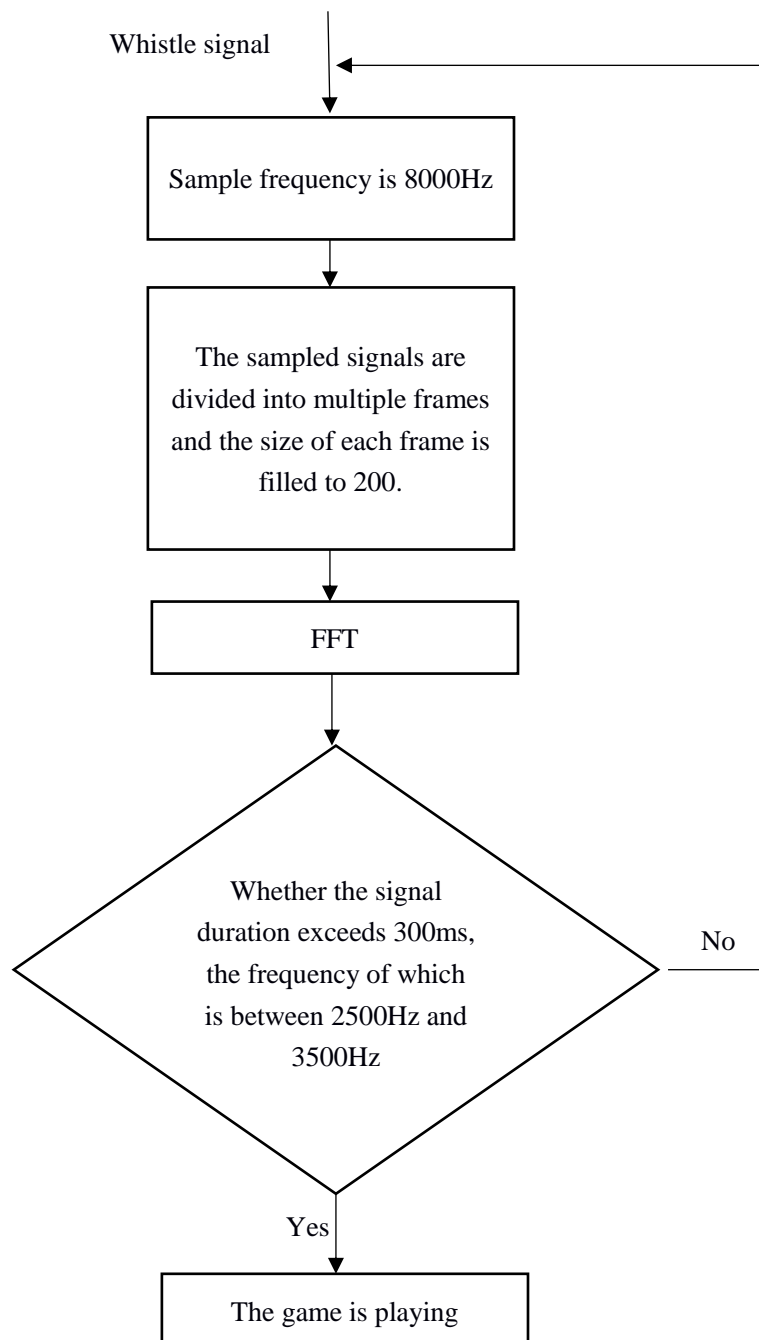 Whistle signal
Sample frequency is 8000Hz
The sampled signals are
divided into multiple frames
and the size of each frame is
filled to 200.
FFT
Whether the signal
duration exceeds 300ms,
the frequency of which
is between 2500Hz and
3500Hz
No
Yes
The game is playing